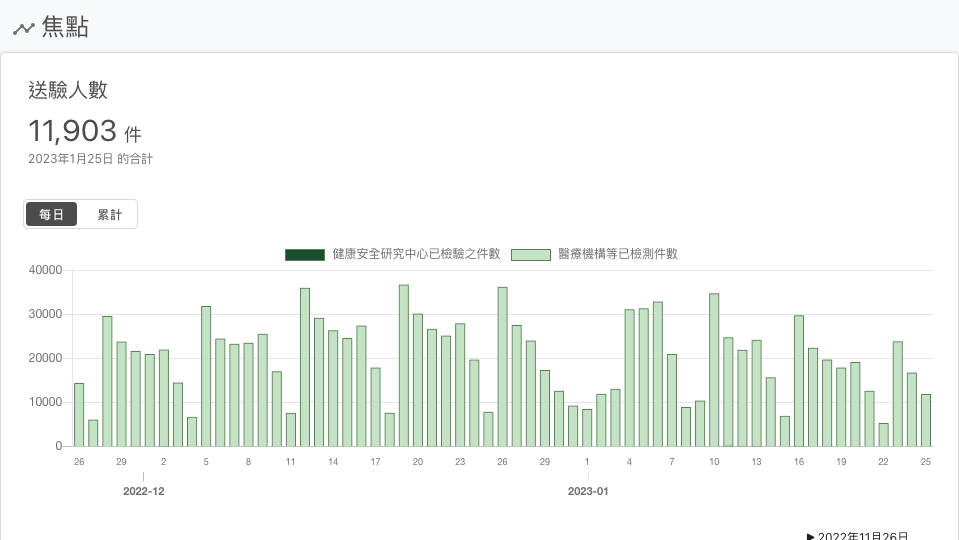 焦點
送驗人數
11,903 件
2023年1月25日 的合計
每日 累計
健康安全研究中心已檢驗之件數 醫療機構等已檢測件數
40000
30000
20000
10000
0
26 29 2 5 8 11 14 17 20 23 26 29 1 4 7 10 13 16 19 22 25
2022-12 2023-01
▶ 2022年11月26日